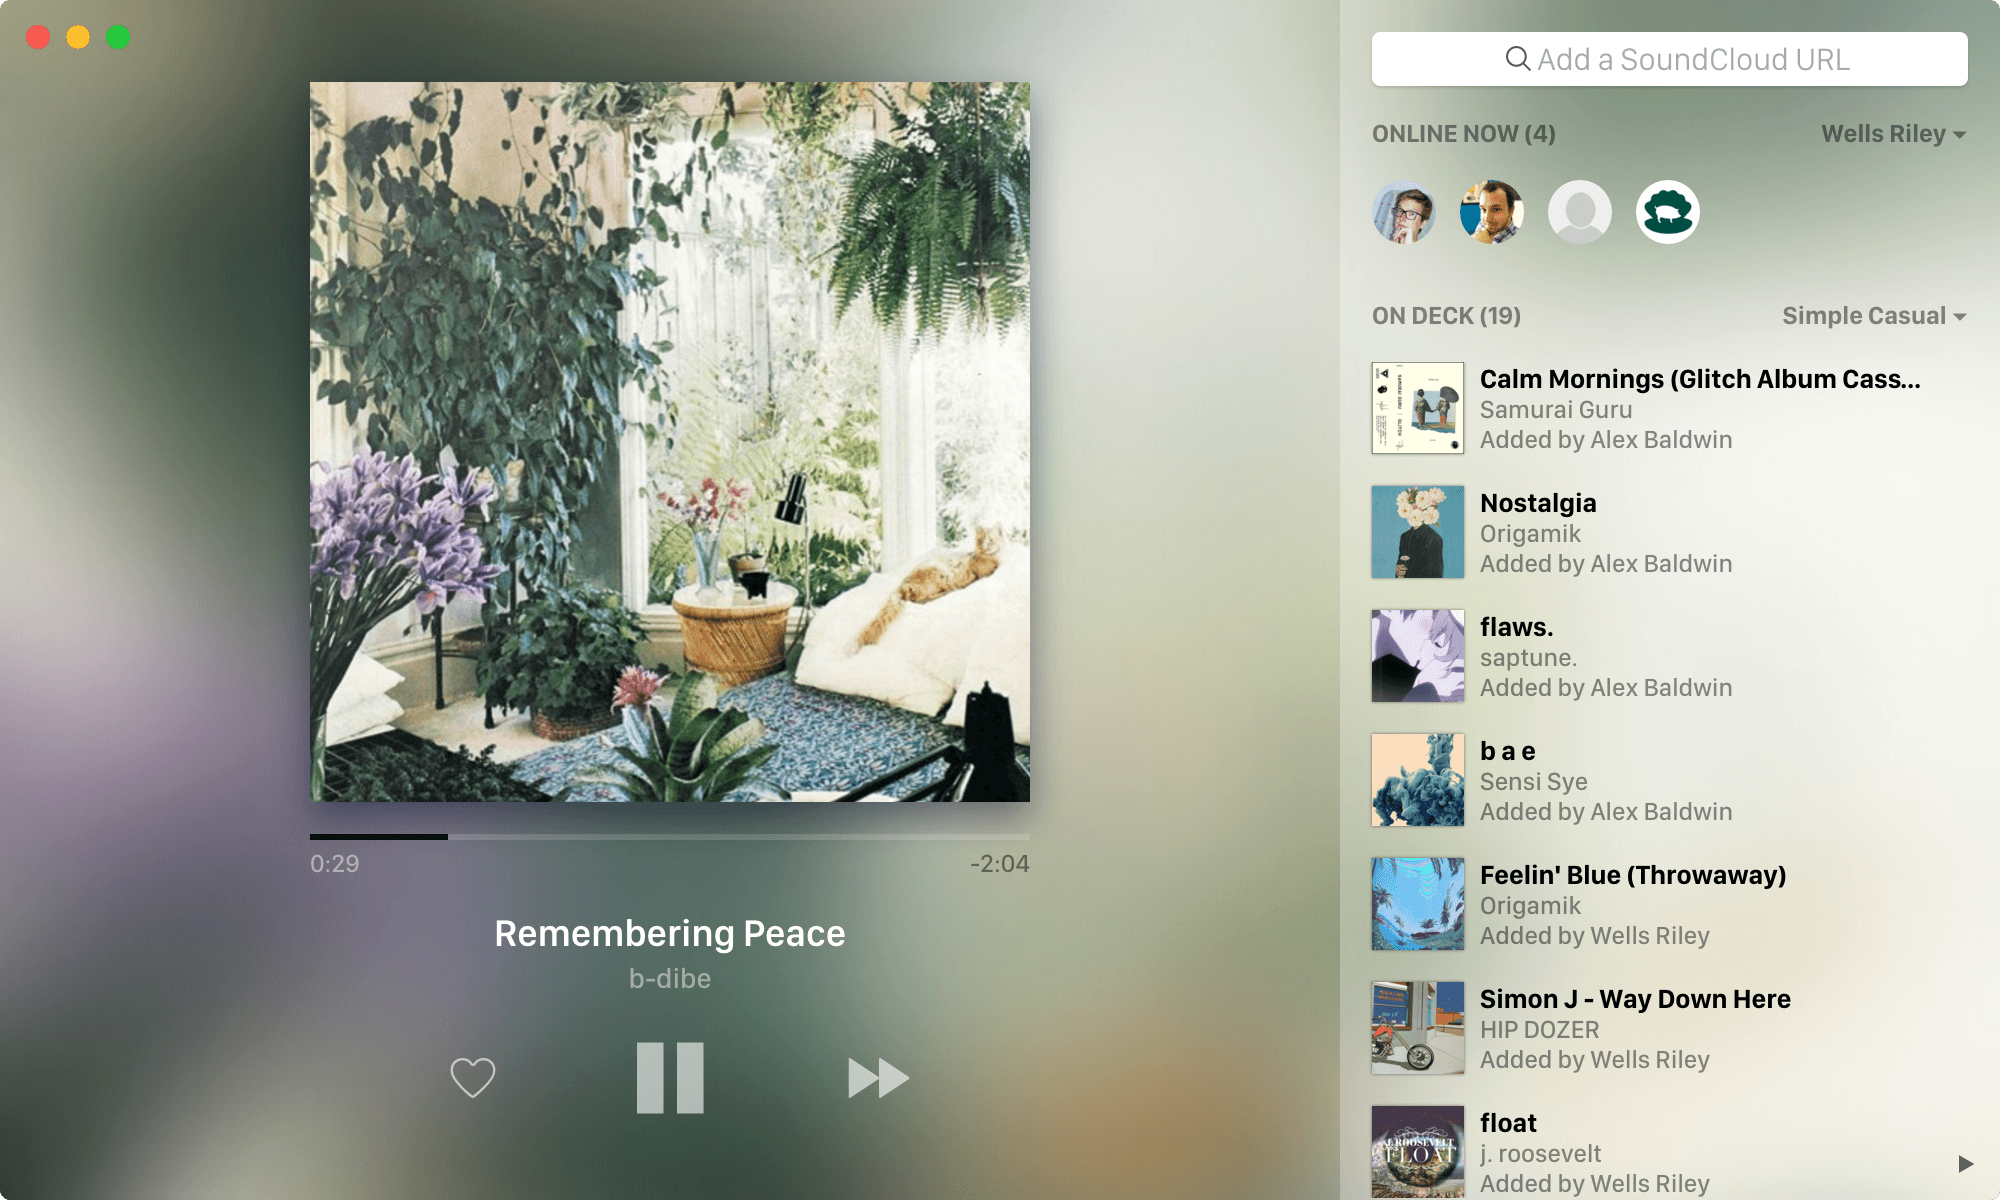 Add a SoundCloud URL
ONLINE NOW (4)
Wells Riley
ON DECK (19)
Simple Casual
Calm Mornings (Glitch Album Cass...
Samurai Guru
Added by Alex Baldwin
Nostalgia
Origamik
Added by Alex Baldwin
flaws.
saptune.
Added by Alex Baldwin
b a e
Sensi Sye
Added by Alex Baldwin
Feelin' Blue (Throwaway)
Origamik
Added by Wells Riley
Simon J - Way Down Here
HIP DOZER
Added by Wells Riley
J. ROOSEVELT
FLOAT
float
j. roosevelt
Added by Wells Riley
0:29
-2:04
Remembering Peace
b-dibe